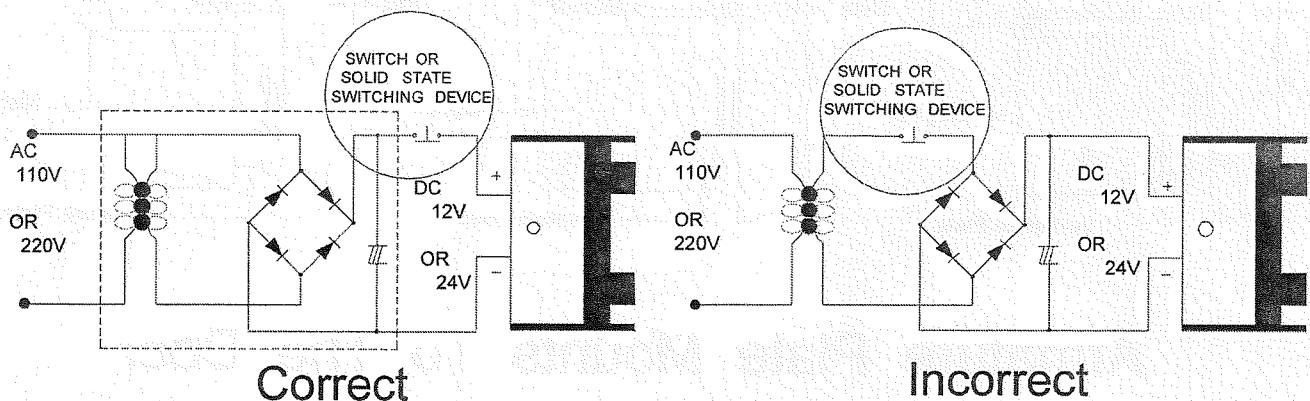 SWITCH OR
SOLID STATE
SWITCHING DEVICE
AC
110V
OR
220V
DC
12V
OR
24V
+
−
Correct
SWITCH OR
SOLID STATE
SWITCHING DEVICE
AC
110V
OR
220V
DC
12V
OR
24V
+
−
Incorrect